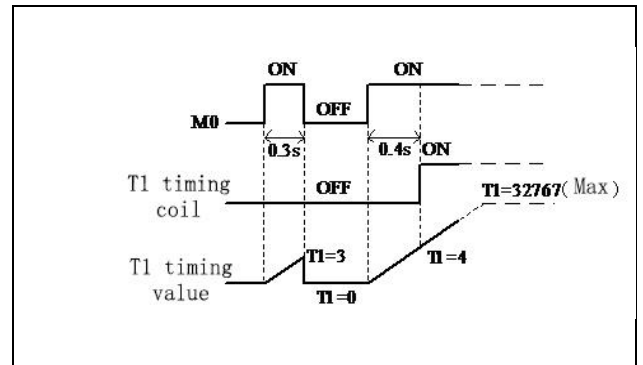 ON ON
M0 OFF
0.3s 0.4s ON
T1 timing OFF T1=32767(Max)
coil
T1 timing T1=3 T1=4
value T1=0